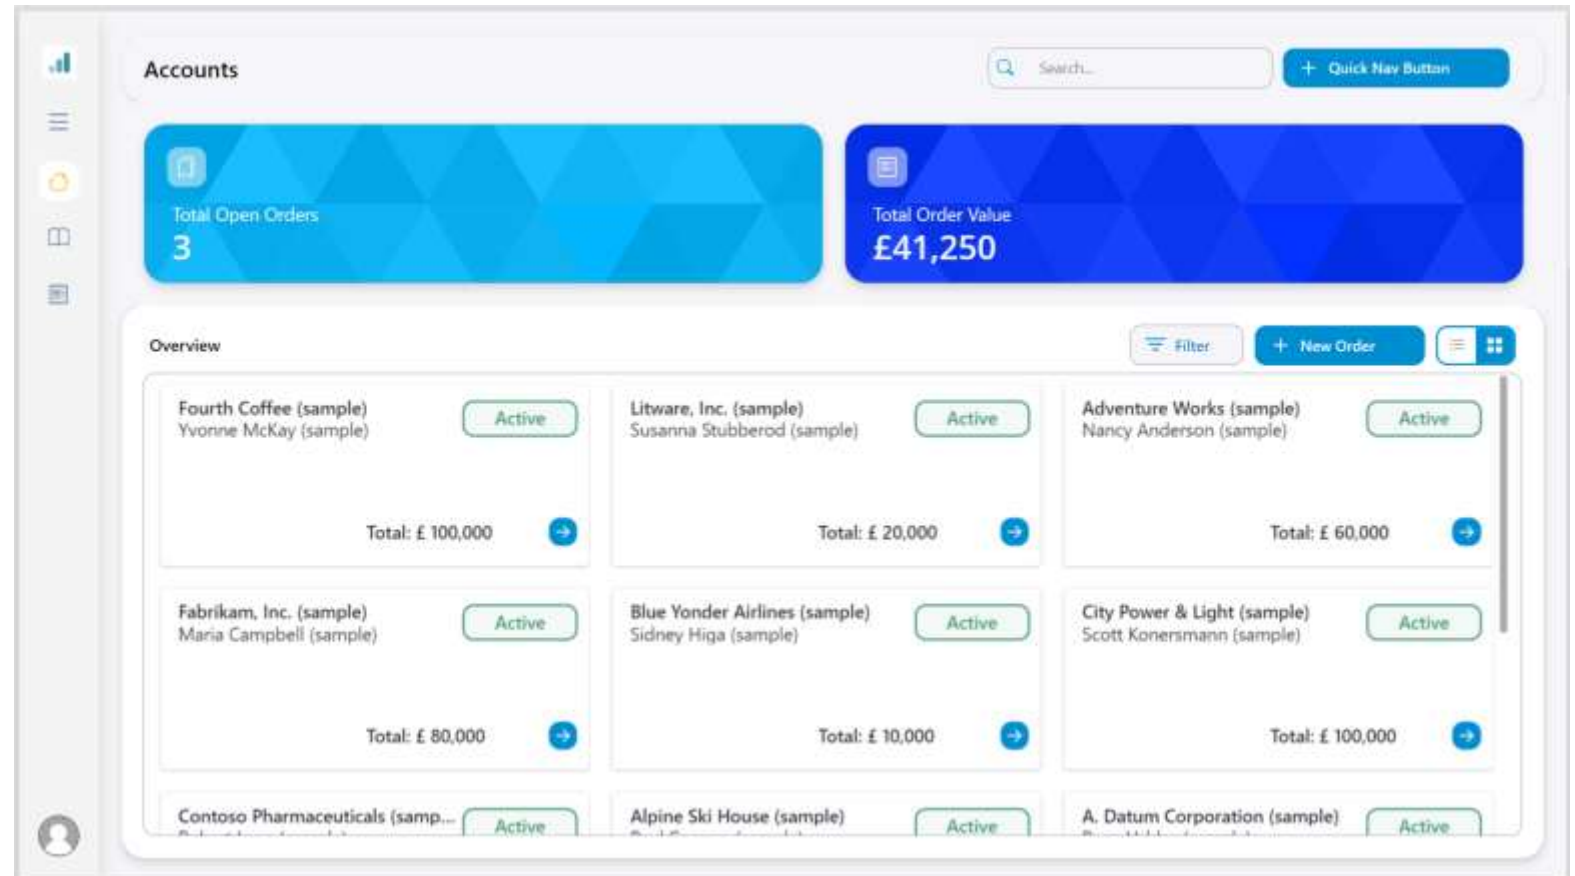 Accounts
Search...
+ Quick Nav Button
Total Open Orders
3
Total Order Value
£41,250
Overview
Filter
+ New Order
Fourth Coffee (sample)
Yvonne McKay (sample)
Active
Total: £ 100,000
Litware, Inc. (sample)
Susanna Stubberod (sample)
Active
Total: £ 20,000
Adventure Works (sample)
Nancy Anderson (sample)
Active
Total: £ 60,000
Fabrikam, Inc. (sample)
Maria Campbell (sample)
Active
Total: £ 80,000
Blue Yonder Airlines (sample)
Sidney Higa (sample)
Active
Total: £ 10,000
City Power & Light (sample)
Scott Konersmann (sample)
Active
Total: £ 100,000
Contoso Pharmaceuticals (samp...
Active
Alpine Ski House (sample)
Active
A. Datum Corporation (sample)
Active